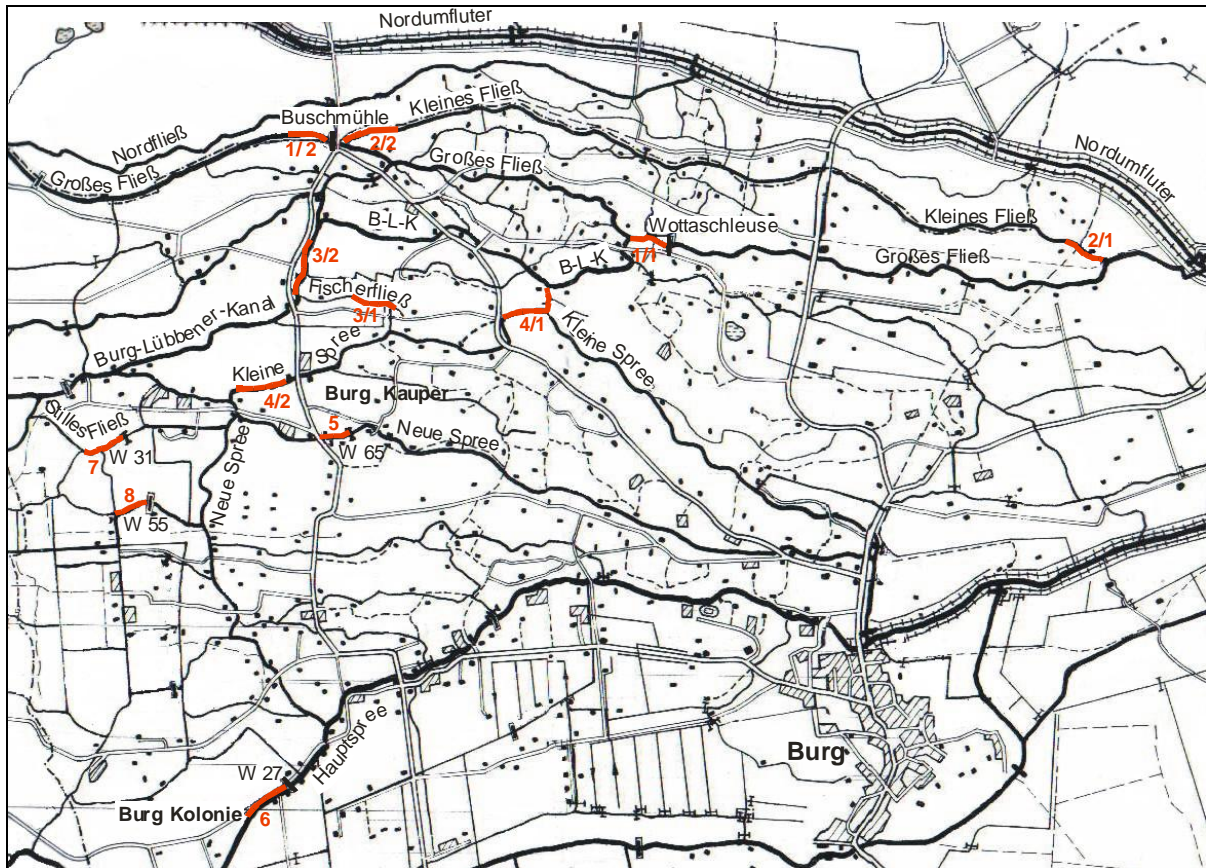 Nordumfluter
Kleines Fließ
Buschmühle
2/2
1/2
Nordfließ
Großes Fließ
Großes Fließ
Nordumfluter
B-L-K
Wottaschleuse
Kleines Fließ
2/1
3/2
1/1
B-L-K
Großes Fließ
Fischerfließ
3/1
4/1
Burg-Lübbener-Kanal
Kleine Spree
Kleine Spree
4/2
Burg Kauper
Stilles Fließ
5
Neue Spree
W 65
W 31
7
Neue Spree
8
W 55
Hauptspree
W 27
Burg
Burg Kolonie
6